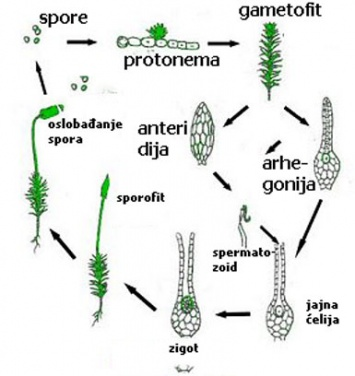 spore
gametofit
protonema
oslobađanje
spora
anteri
dija
arhe-
gonija
sporofit
spermato-
zoid
jajna
ćelija
zigot